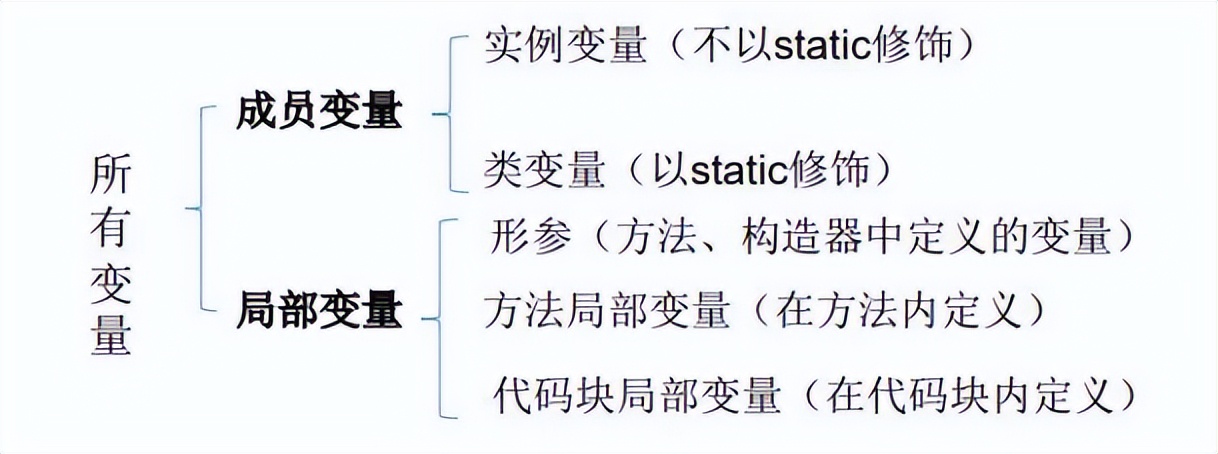 所有变量
成员变量
实例变量（不以static修饰）
类变量（以static修饰）
局部变量
形参（方法、构造器中定义的变量）
方法局部变量（在方法内定义）
代码块局部变量（在代码块内定义）